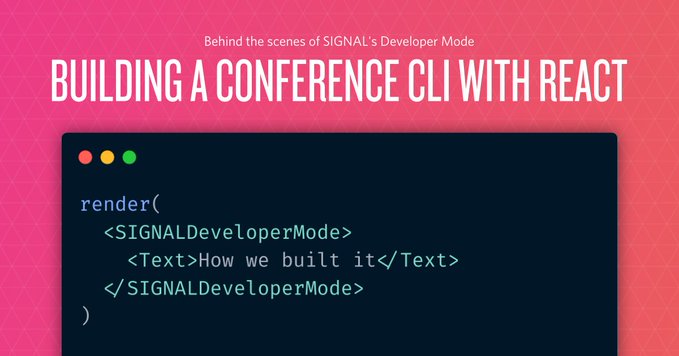 Behind the scenes of SIGNAL's Developer Mode
BUILDING A CONFERENCE CLI WITH REACT
render(
  <SIGNALDeveloperMode>
    <Text>How we built it</Text>
  </SIGNALDeveloperMode>
)